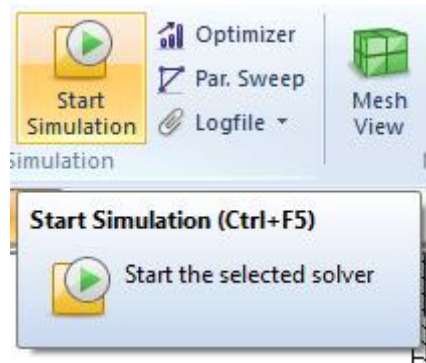 Optimizer
Par. Sweep
Logfile
Start
Simulation
Mesh
View
Simulation
Start Simulation (Ctrl+F5)
Start the selected solver